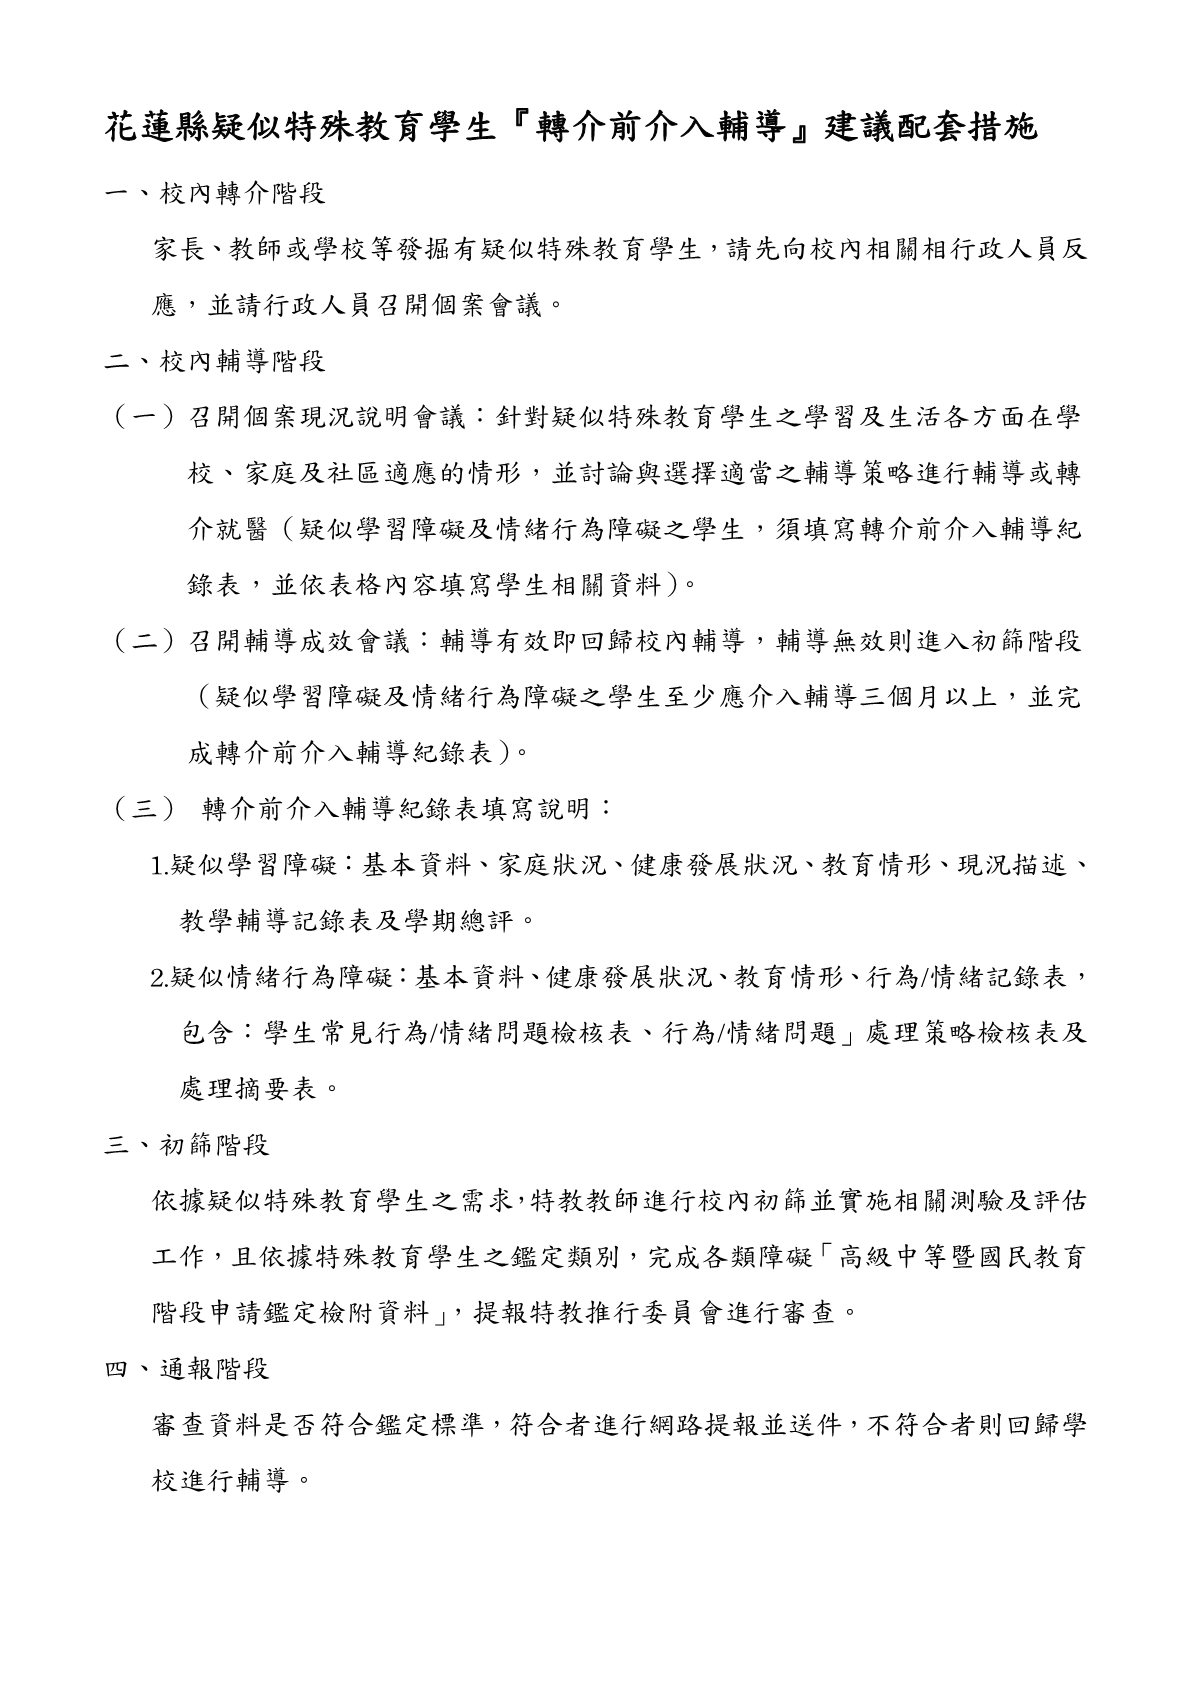 花蓮縣疑似特殊教育學生『轉介前介入輔導』建議配套措施
一、校內轉介階段
家長、教師或學校等發掘有疑似特殊教育學生，請先向校內相關相行政人員反
應，並請行政人員召開個案會議。
二、校內輔導階段
（一）召開個案現況說明會議：針對疑似特殊教育學生之學習及生活各方面在學
校、家庭及社區適應的情形，並討論與選擇適當之輔導策略進行輔導或轉
介就醫（疑似學習障礙及情緒行為障礙之學生，須填寫轉介前介入輔導紀
錄表，並依表格內容填寫學生相關資料）。
（二）召開輔導成效會議：輔導有效即回歸校內輔導，輔導無效則進入初篩階段
（疑似學習障礙及情緒行為障礙之學生至少應介入輔導三個月以上，並完
成轉介前介入輔導紀錄表）。
（三） 轉介前介入輔導紀錄表填寫說明：
1.疑似學習障礙：基本資料、家庭狀況、健康發展狀況、教育情形、現況描述、
教學輔導記錄表及學期總評。
2.疑似情緒行為障礙：基本資料、健康發展狀況、教育情形、行為/情緒記錄表，
包含：學生常見行為/情緒問題檢核表、行為/情緒問題」處理策略檢核表及
處理摘要表。
三、初篩階段
依據疑似特殊教育學生之需求，特教教師進行校內初篩並實施相關測驗及評估
工作，且依據特殊教育學生之鑑定類別，完成各類障礙「高級中等暨國民教育
階段申請鑑定檢附資料」，提報特教推行委員會進行審查。
四、通報階段
審查資料是否符合鑑定標準，符合者進行網路提報並送件，不符合者則回歸學
校進行輔導。